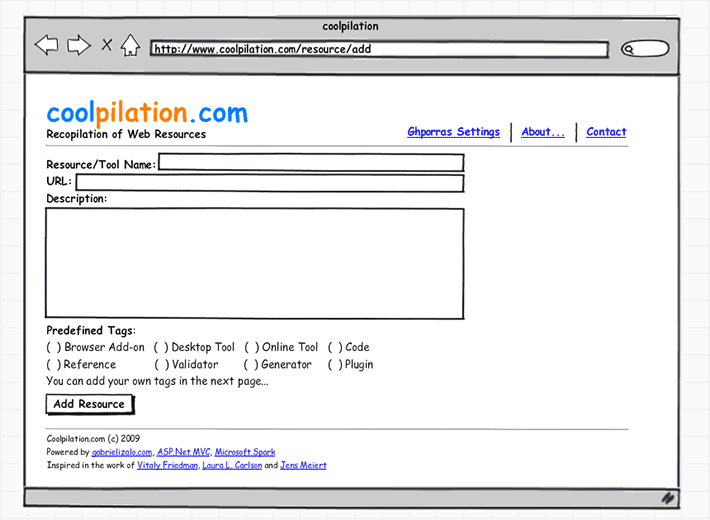 coolpilation
http://www.coolpilation.com/resource/add
coolpilation.com
Recopilation of Web Resources
Ghporras Settings | About... | Contact
Resource/Tool Name:
URL:
Description:
Predefined Tags:
( ) Browser Add-on ( ) Desktop Tool ( ) Online Tool ( ) Code
( ) Reference ( ) Validator ( ) Generator ( ) Plugin
You can add your own tags in the next page...
Add Resource
Coolpilation.com (c) 2009
Powered by gabrielizalo.com, ASP.Net MVC, Microsoft Spark
Inspired in the work of Vitaly Friedman, Laura L. Carlson and Jens Meiert